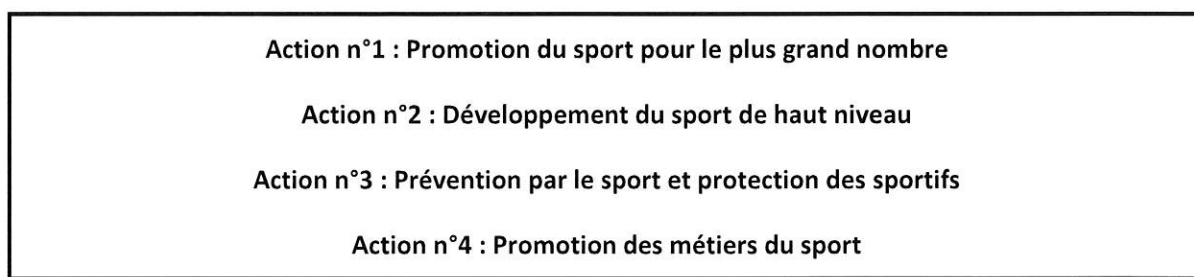 Action n°1 : Promotion du sport pour le plus grand nombre
Action n°2 : Développement du sport de haut niveau
Action n°3 : Prévention par le sport et protection des sportifs
Action n°4 : Promotion des métiers du sport